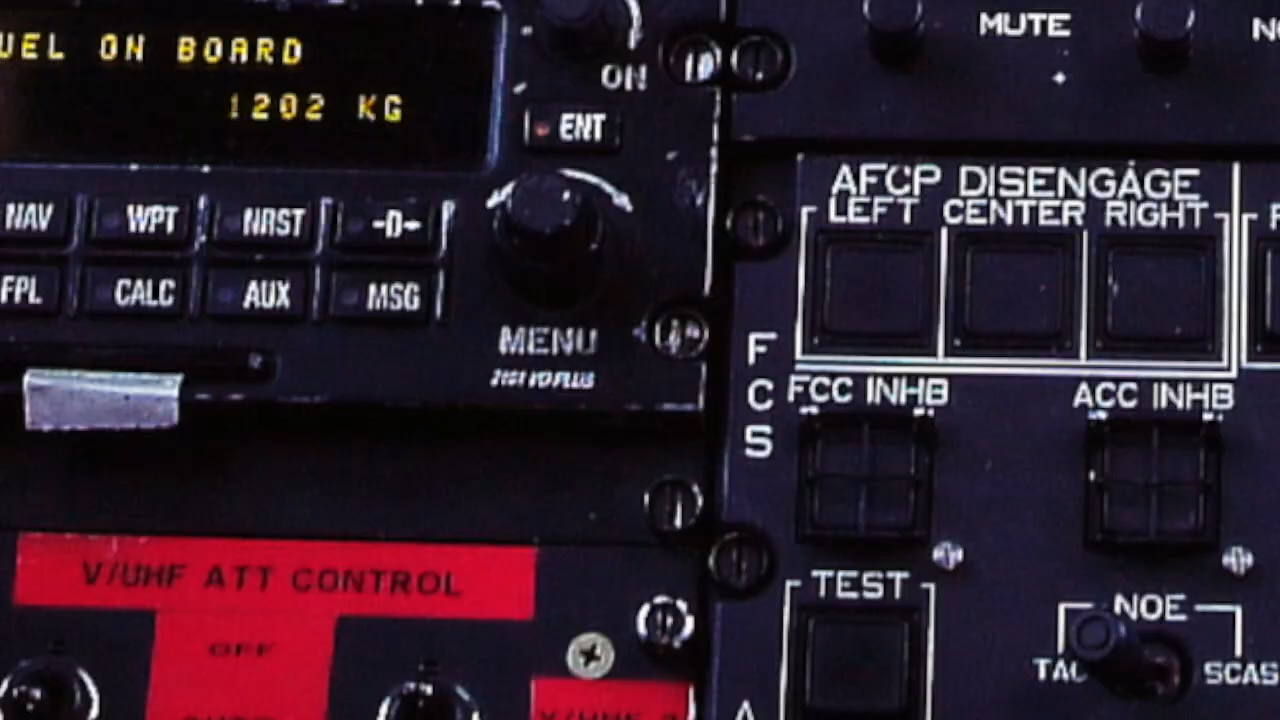 UEL ON BOARD
1202 KG
ON
ENT
NAV WPT NRST -D→
FPL CALC AUX MSG
MENU
V/UHF ATT CONTROL
OFF
MUTE
AFCP DISENGAGE
LEFT CENTER RIGHT
FCS
FCC INHB ACC INHB
TEST
NOE
SCAS